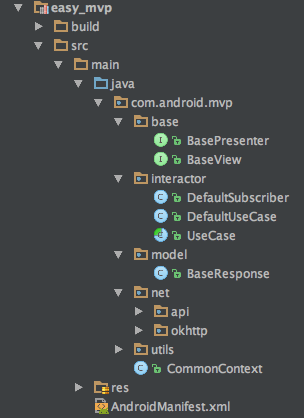 easy_mvp
build
src
main
java
com.android.mvp
base
BasePresenter
BaseView
interactor
DefaultSubscriber
DefaultUseCase
UseCase
model
BaseResponse
net
api
okhttp
utils
CommonContext
res
AndroidManifest.xml